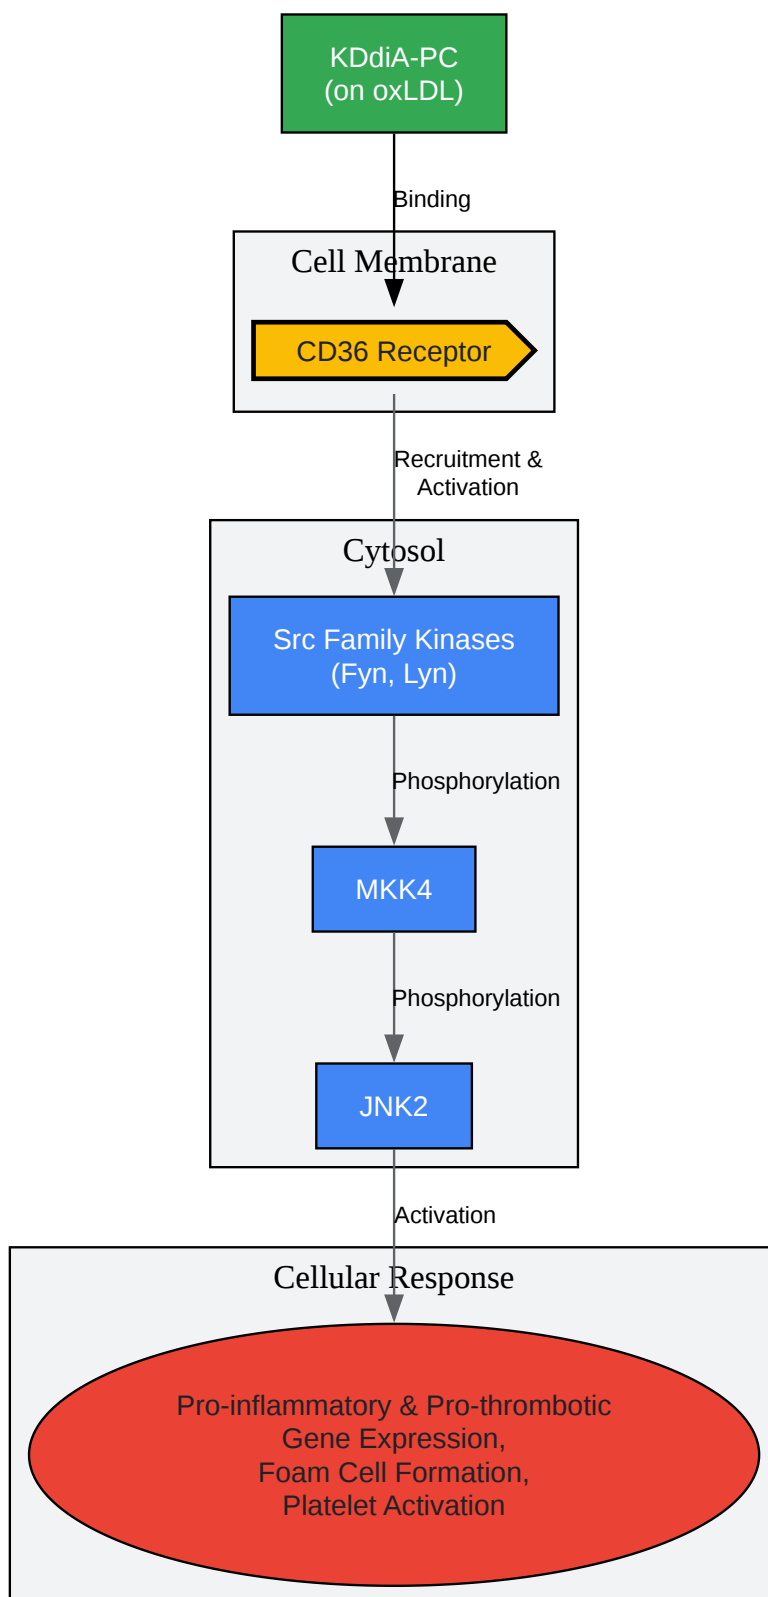 KDdiA-PC
(on oxLDL)
Binding
Cell Membrane
CD36 Receptor
Recruitment &
Activation
Cytosol
Src Family Kinases
(Fyn, Lyn)
Phosphorylation
MKK4
Phosphorylation
JNK2
Activation
Cellular Response
Pro-inflammatory & Pro-thrombotic
Gene Expression,
Foam Cell Formation,
Platelet Activation